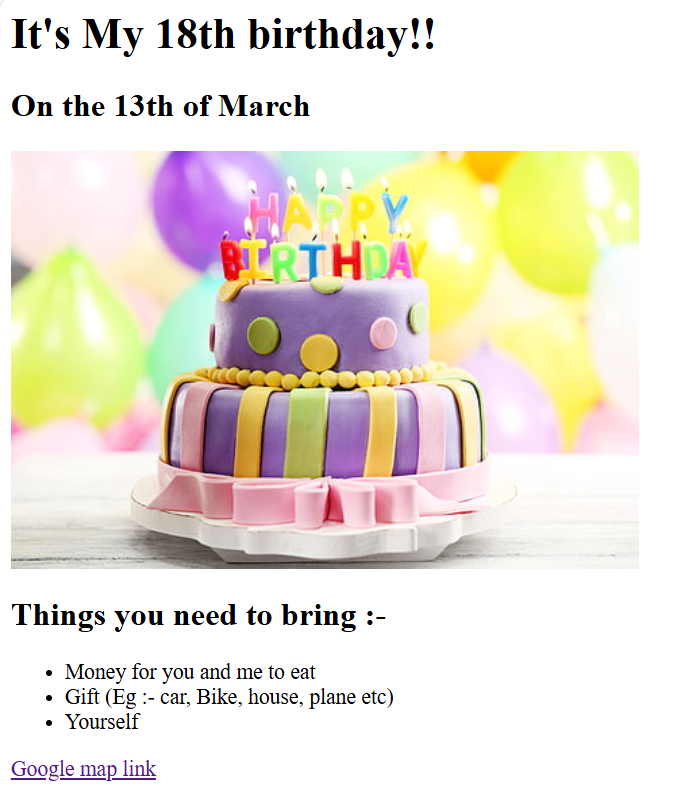 It's My 18th birthday!!
On the 13th of March
HAPPY
BIRTHDAY
Things you need to bring :-
Money for you and me to eat
Gift (Eg :- car, Bike, house, plane etc)
Yourself
Google map link